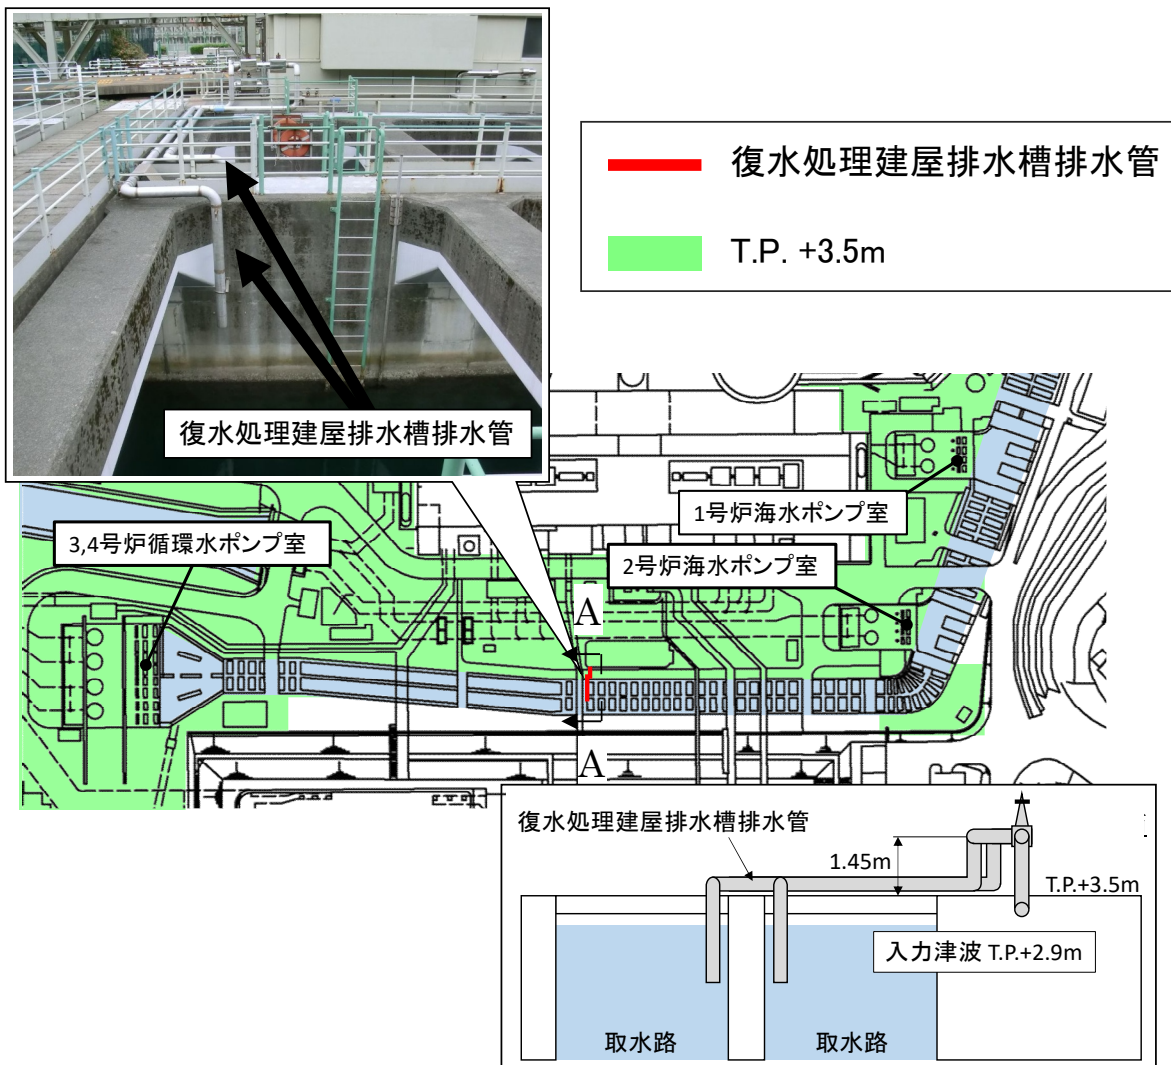 復水処理建屋排水槽排水管
T.P. +3.5m
復水処理建屋排水槽排水管
1号炉海水ポンプ室
3,4号炉循環水ポンプ室
2号炉海水ポンプ室
A
A
復水処理建屋排水槽排水管
1.45m
T.P.+3.5m
入力津波 T.P.+2.9m
取水路
取水路